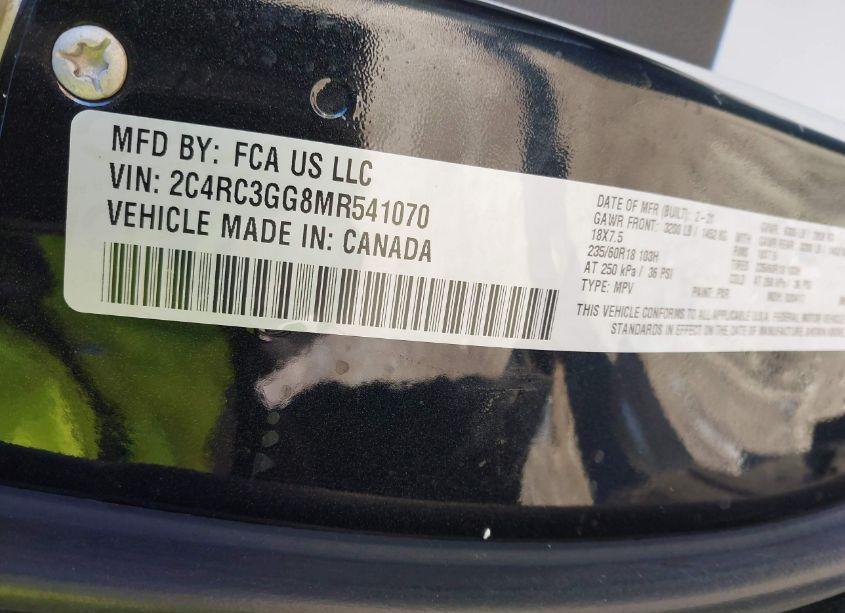 MFD BY: FCA US LLC
VIN: 2C4RC3GG8MR541070
VEHICLE MADE IN: CANADA
DATE OF MFR (BUILT):
GAWR FRONT: 3200 LB / 1452 KG WITH
18X7.5
235/60R18 103H
AT 250 kPa / 36 PSI COLD
TYPE: MPV
THIS VEHICLE CONFORMS TO ALL APPLICABLE U.S.A. FEDERAL MOTOR VEHICLE
STANDARDS IN EFFECT ON THE DATE OF MANUFACTURE SHOWN ABOVE